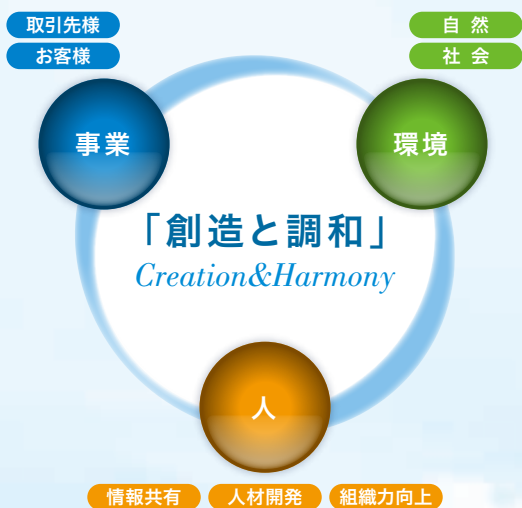 取引先様
お客様
自然
社会
事業
環境
「創造と調和」
Creation&Harmony
人
情報共有 人材開発 組織力向上